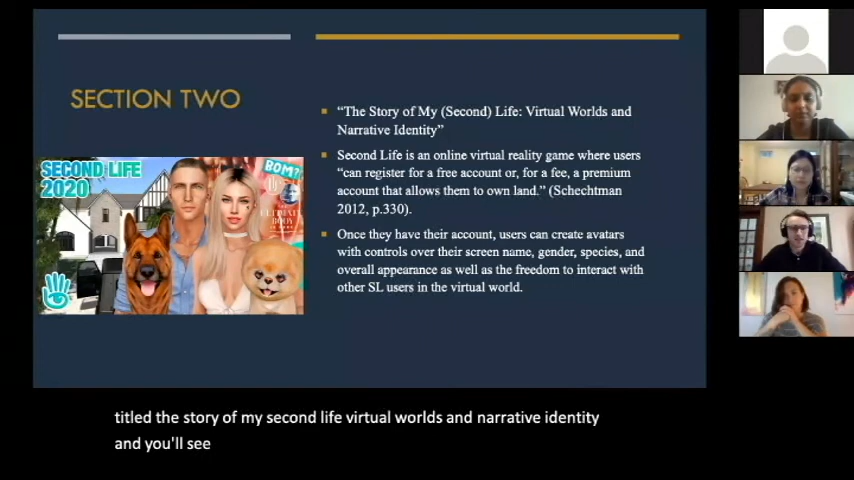 SECTION TWO
SECOND LIFE
2020
BOM?
ULTIMATE
BODY
“The Story of My (Second) Life: Virtual Worlds and
Narrative Identity”
Second Life is an online virtual reality game where users
“can register for a free account or, for a fee, a premium
account that allows them to own land.” (Schechtman
2012, p.330).
Once they have their account, users can create avatars
with controls over their screen name, gender, species, and
overall appearance as well as the freedom to interact with
other SL users in the virtual world.
titled the story of my second life virtual worlds and narrative identity
and you'll see